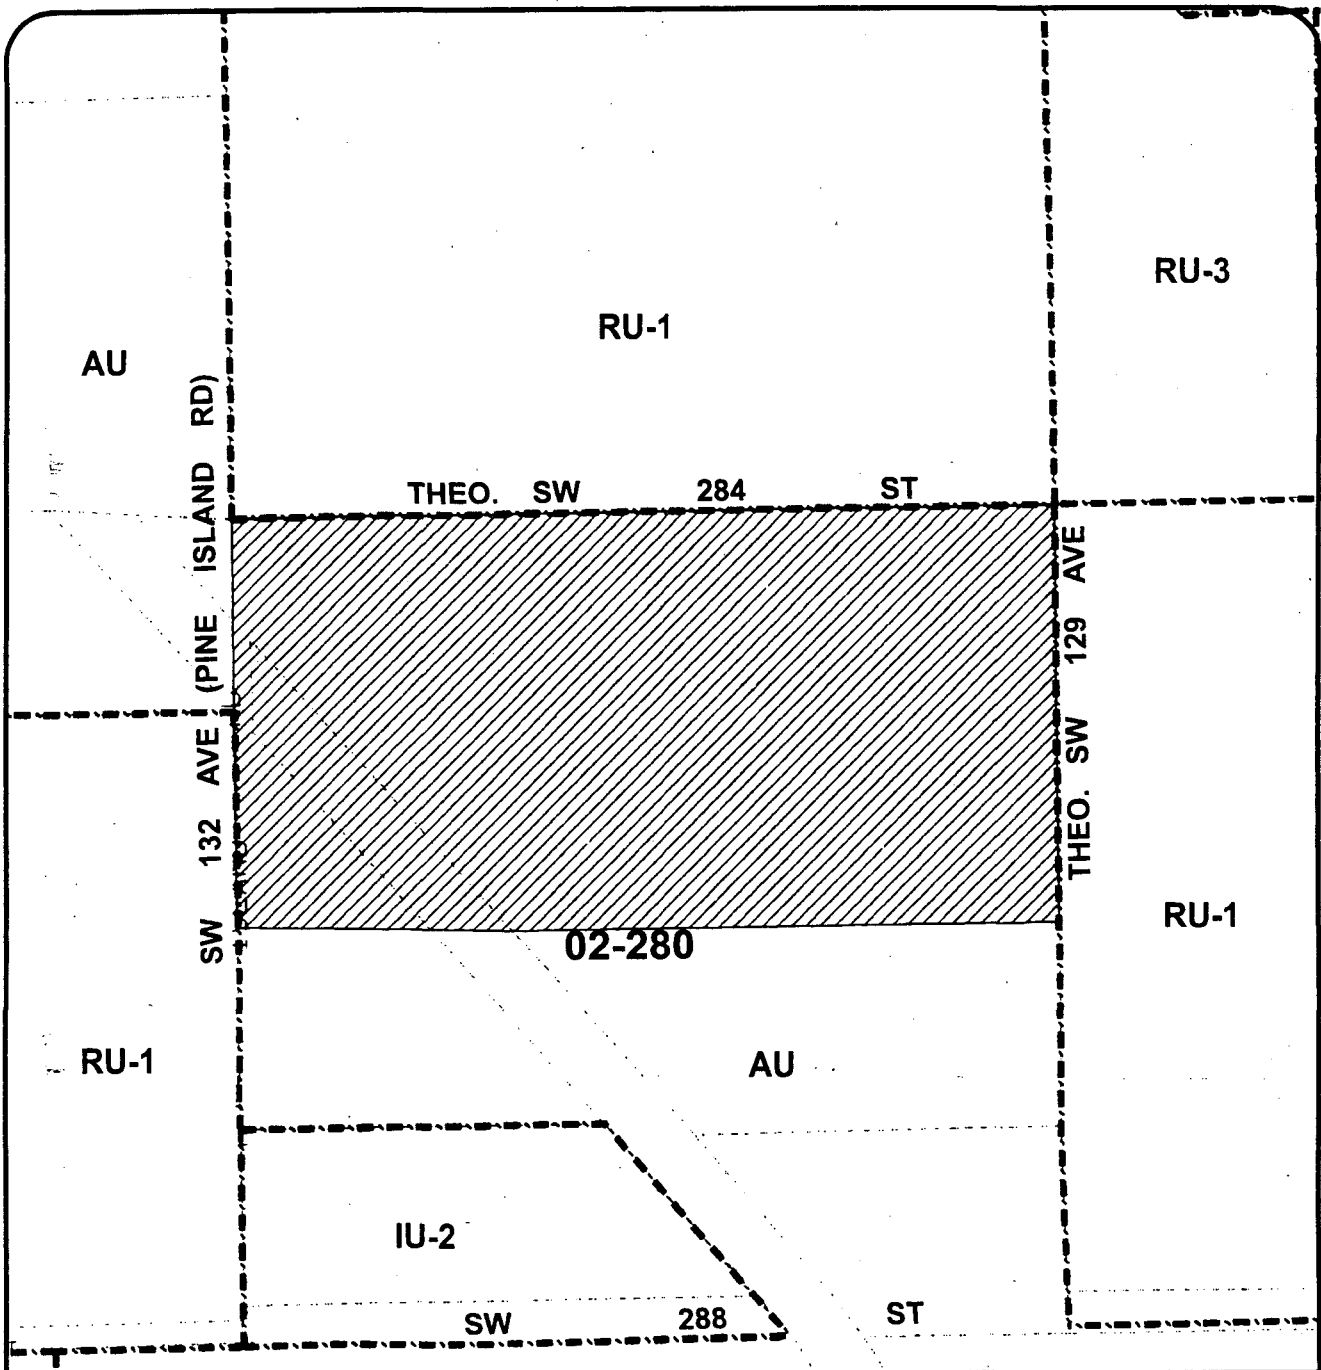 RU-3
RU-1
AU
SW 132 AVE (PINE ISLAND RD)
THEO. SW 284 ST
THEO. SW 129 AVE
RU-1
02-280
RU-1
AU
IU-2
SW 288 ST